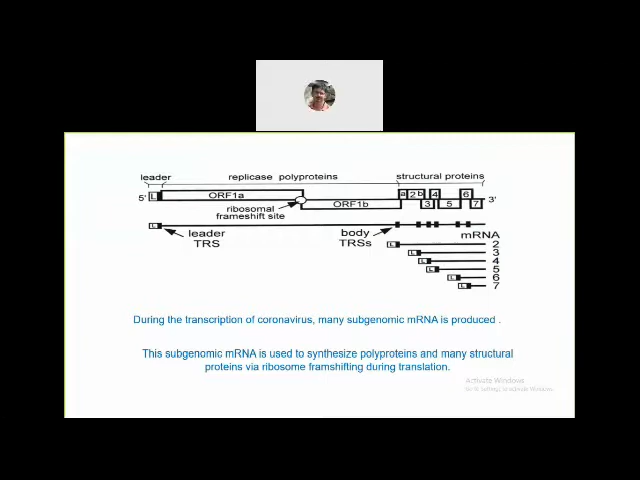 leader replicase polyproteins structural proteins
5' L ORF1a a 2 b 4 6 3'
ORF1b 3 5 7
ribosomal
frameshift site
L leader TRS body TRSs mRNA
L 2
L 3
L 4
L 5
L 6
L 7
During the transcription of coronavirus, many subgenomic mRNA is produced .
This subgenomic mRNA is used to synthesize polyproteins and many structural
proteins via ribosome framshifting during translation.
Activate Windows
Go to Settings to activate Windows.